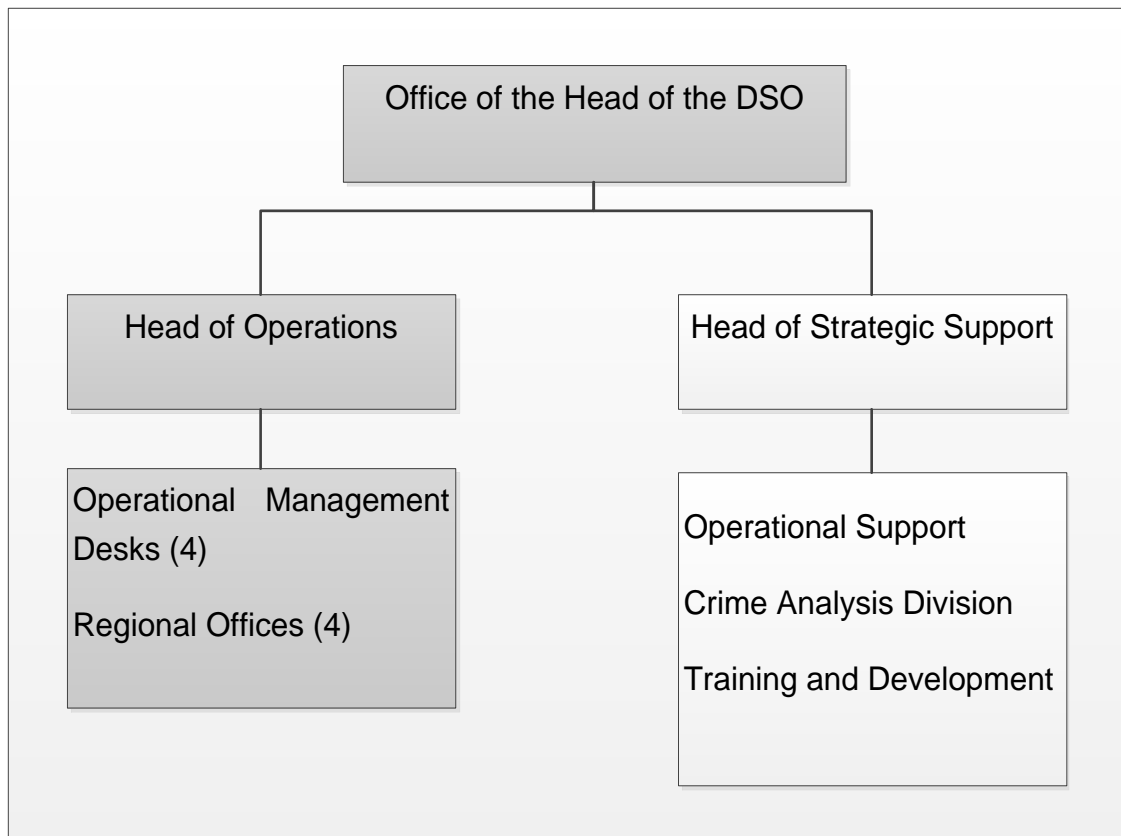 Office of the Head of the DSO
Head of Operations
Head of Strategic Support
Operational Management
Desks (4)
Regional Offices (4)
Operational Support
Crime Analysis Division
Training and Development